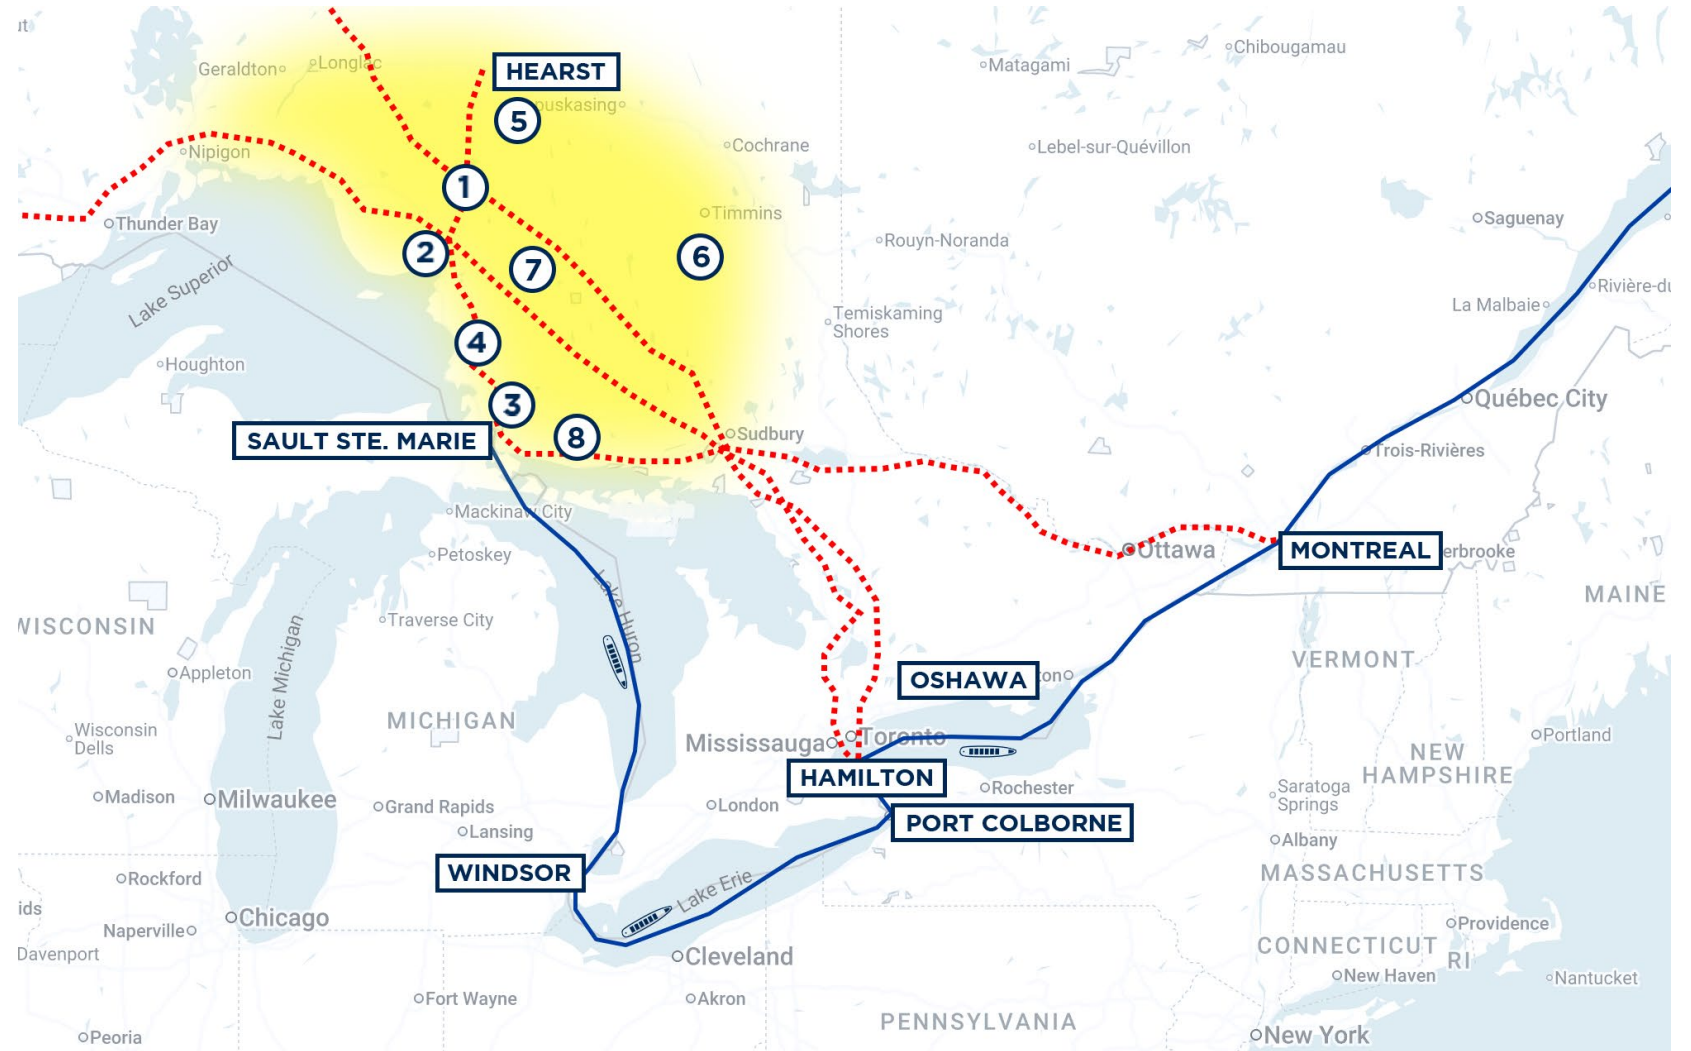 Chibougamau
Matagami
Geraldton
Longlac
HEARST
puskasing
5
Cochrane
Lebel-sur-Quévillon
Nipigon
1
Timmins
Saguenay
Thunder Bay
Rouyn-Noranda
2
7
6
Lake Superior
Rivière-du
La Malbaie
Temiskaming
Shores
4
Houghton
3
Québec City
SAULT STE. MARIE
8
Sudbury
Trois-Rivières
Mackinaw City
Petoskey
Ottawa
MONTREAL
erbrooke
MAINE
Lake Huron
WISCONSIN
Traverse City
Lake Michigan
Appleton
VERMONT
OSHAWA
ton
MICHIGAN
Wisconsin
Dells
Mississauga
Toronto
Portland
NEW
HAMPSHIRE
HAMILTON
Rochester
Saratoga
Springs
Madison
Milwaukee
Grand Rapids
London
Lansing
PORT COLBORNE
Albany
WINDSOR
MASSACHUSETTS
Rockford
Lake Erie
ids
Chicago
Naperville
Providence
CONNECTICUT
RI
Davenport
Cleveland
New Haven
Nantucket
Fort Wayne
Akron
PENNSYLVANIA
Peoria
New York